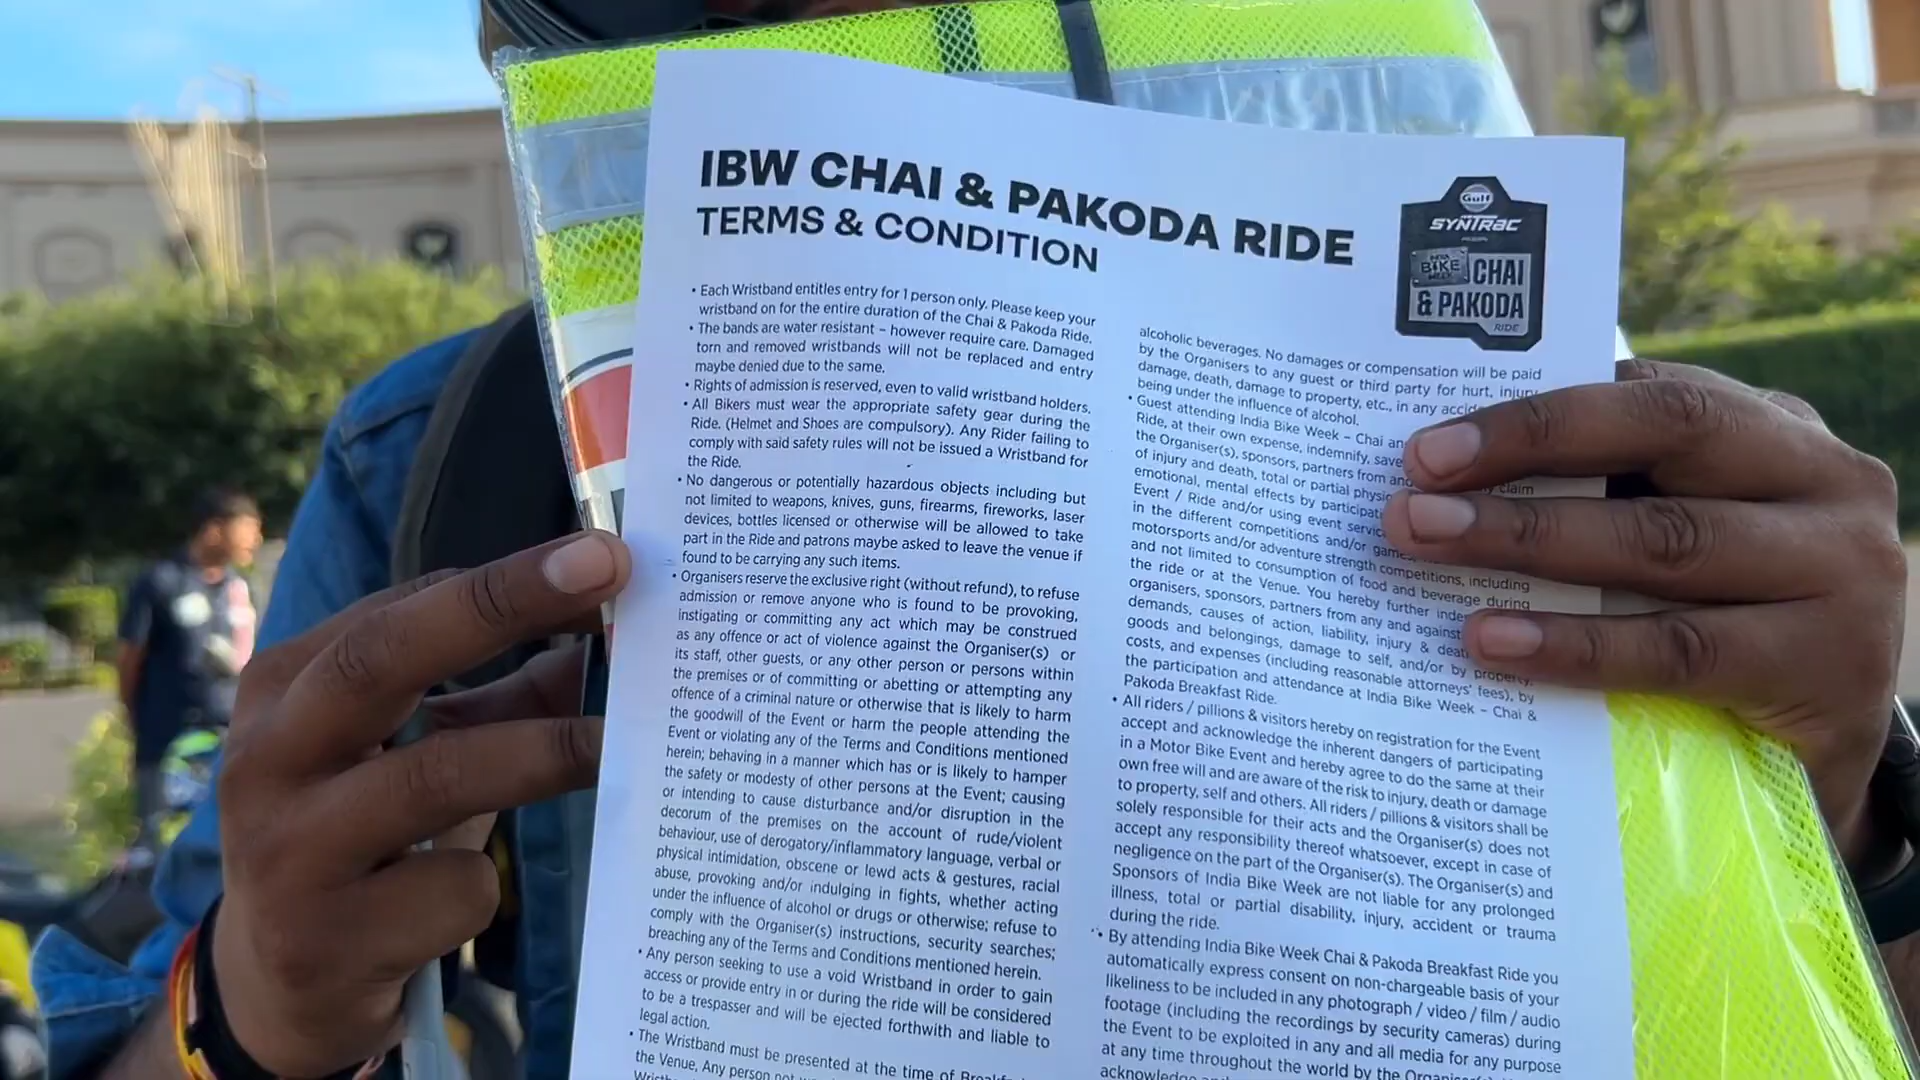 IBW CHAI & PAKODA RIDE
TERMS & CONDITION
Gulf
SYNTRAC
INDIA
BIKE
WEEK
CHAI
& PAKODA
RIDE
• Each Wristband entitles entry for 1 person only. Please keep your
wristband on for the entire duration of the Chai & Pakoda Ride.
• The bands are water resistant – however require care. Damaged
torn and removed wristbands will not be replaced and entry
maybe denied due to the same.
• Rights of admission is reserved, even to valid wristband holders.
• All Bikers must wear the appropriate safety gear during the
Ride. (Helmet and Shoes are compulsory). Any Rider failing to
comply with said safety rules will not be issued a Wristband for
the Ride.
• No dangerous or potentially hazardous objects including but
not limited to weapons, knives, guns, firearms, fireworks, laser
devices, bottles licensed or otherwise will be allowed to take
part in the Ride and patrons maybe asked to leave the venue if
found to be carrying any such items.
• Organisers reserve the exclusive right (without refund), to refuse
admission or remove anyone who is found to be provoking,
instigating or committing any act which may be construed
as any offence or act of violence against the Organiser(s) or
its staff, other guests, or any other person or persons within
the premises or of committing or abetting or attempting any
offence of a criminal nature or otherwise that is likely to harm
the goodwill of the Event or harm the people attending the
Event or violating any of the Terms and Conditions mentioned
herein; behaving in a manner which has or is likely to hamper
the safety or modesty of other persons at the Event; causing
or intending to cause disturbance and/or disruption in the
decorum of the premises on the account of rude/violent
behaviour, use of derogatory/inflammatory language, verbal or
physical intimidation, obscene or lewd acts & gestures, racial
abuse, provoking and/or indulging in fights, whether acting
under the influence of alcohol or drugs or otherwise; refuse to
comply with the Organiser(s) instructions, security searches;
breaching any of the Terms and Conditions mentioned herein.
• Any person seeking to use a void Wristband in order to gain
access or provide entry in or during the ride will be considered
to be a trespasser and will be ejected forthwith and liable to
legal action.
• The Wristband must be presented at the time of
the Venue, Any person
alcoholic beverages. No damages or compensation will be paid
by the Organisers to any guest or third party for hurt, injury
damage, death, damage to property, etc., in any
being under the influence of alcohol.
• Guest attending India Bike Week – Chai
Ride, at their own expense, indemnify, save
the Organiser(s), sponsors, partners from and claim
of injury and death, total or partial
emotional, mental effects by
Event / Ride and/or using event
in the different competitions and/or
motorsports and/or adventure strength competitions, including
and not limited to consumption of food and beverage during
the ride or at the Venue. You hereby further
organisers, sponsors, partners from any and against
demands, causes of action, liability, injury &
goods and belongings, damage to self, and/or by property,
costs, and expenses (including reasonable attorneys' fees), by
the participation and attendance at India Bike Week – Chai &
Pakoda Breakfast Ride.
• All riders / pillions & visitors hereby on registration for the Event
accept and acknowledge the inherent dangers of participating
in a Motor Bike Event and hereby agree to do the same at their
own free will and are aware of the risk to injury, death or damage
to property, self and others. All riders / pillions & visitors shall be
solely responsible for their acts and the Organiser(s) does not
accept any responsibility thereof whatsoever, except in case of
negligence on the part of the Organiser(s). The Organiser(s) and
Sponsors of India Bike Week are not liable for any prolonged
illness, total or partial disability, injury, accident or trauma
during the ride.
• By attending India Bike Week Chai & Pakoda Breakfast Ride you
automatically express consent on non-chargeable basis of your
likeliness to be included in any photograph / video / film / audio
footage (including the recordings by security cameras) during
the Event to be exploited in any and all media for any purpose
at any time throughout the world by the